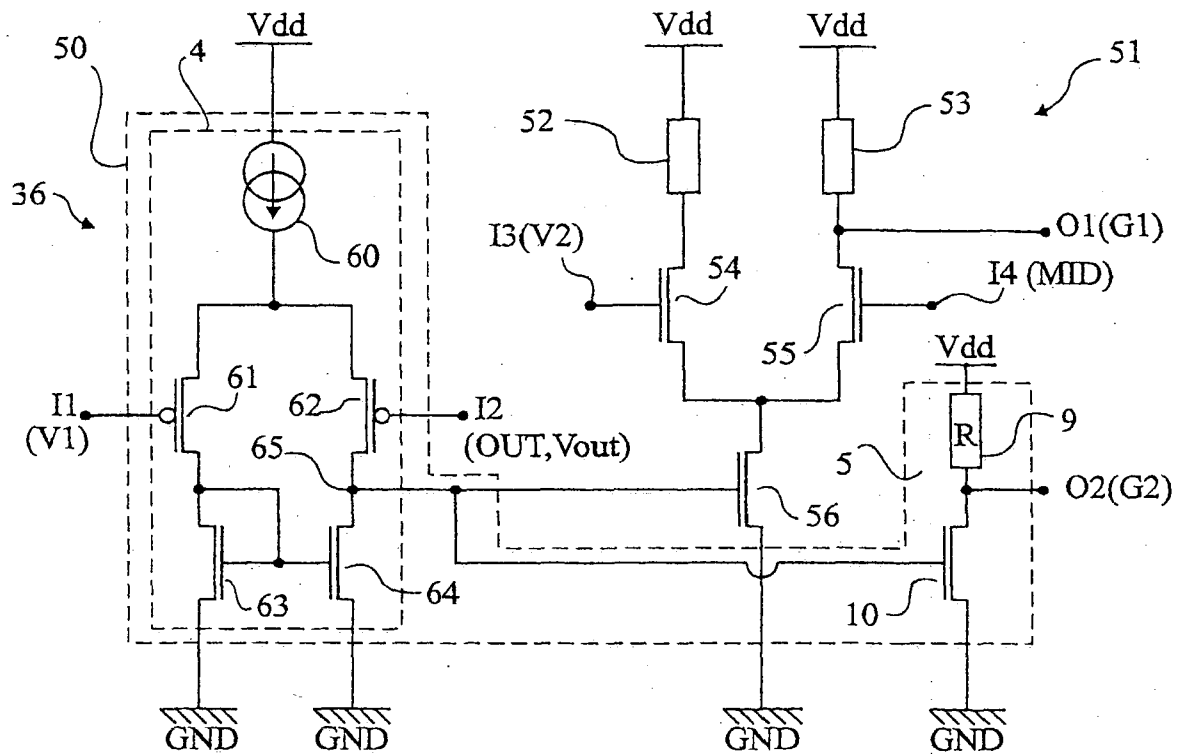 Vdd
Vdd
Vdd
50
4
51
52
53
36
60
I3(V2)
54
O1(G1)
I4 (MID)
55
Vdd
61
62
I1
(V1)
I2
(OUT,Vout)
65
5
R
9
56
O2(G2)
63
64
10
GND
GND
GND
GND